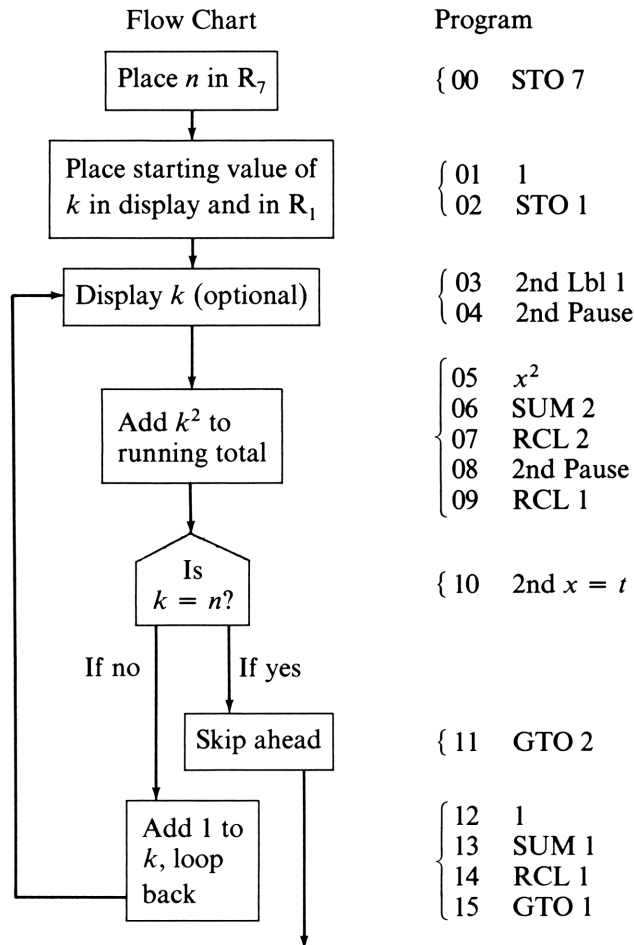 Flow Chart Program
Place n in R₇ { 00 STO 7
Place starting value of
k in display and in R₁
01 1
02 STO 1
Display k (optional)
03 2nd Lbl 1
04 2nd Pause
Add k² to
running total
05 x²
06 SUM 2
07 RCL 2
08 2nd Pause
09 RCL 1
Is
k = n?
{ 10 2nd x = t
If no If yes
Skip ahead { 11 GTO 2
Add 1 to
k, loop
back
12 1
13 SUM 1
14 RCL 1
15 GTO 1